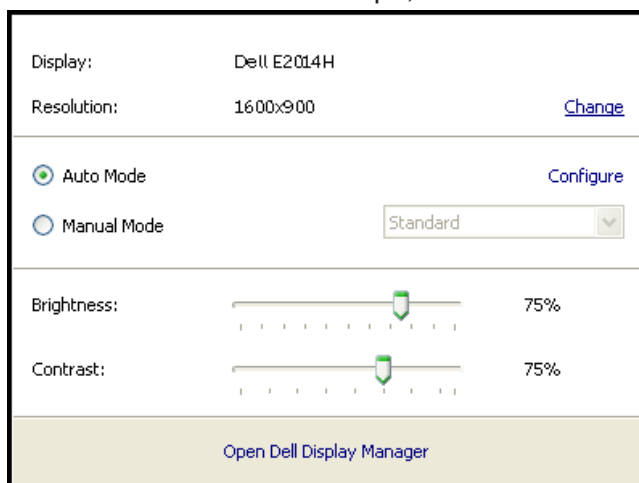 Display: Dell E2014H
Resolution: 1600x900 Change
Auto Mode Configure
Manual Mode Standard
Brightness: 75%
Contrast: 75%
Open Dell Display Manager